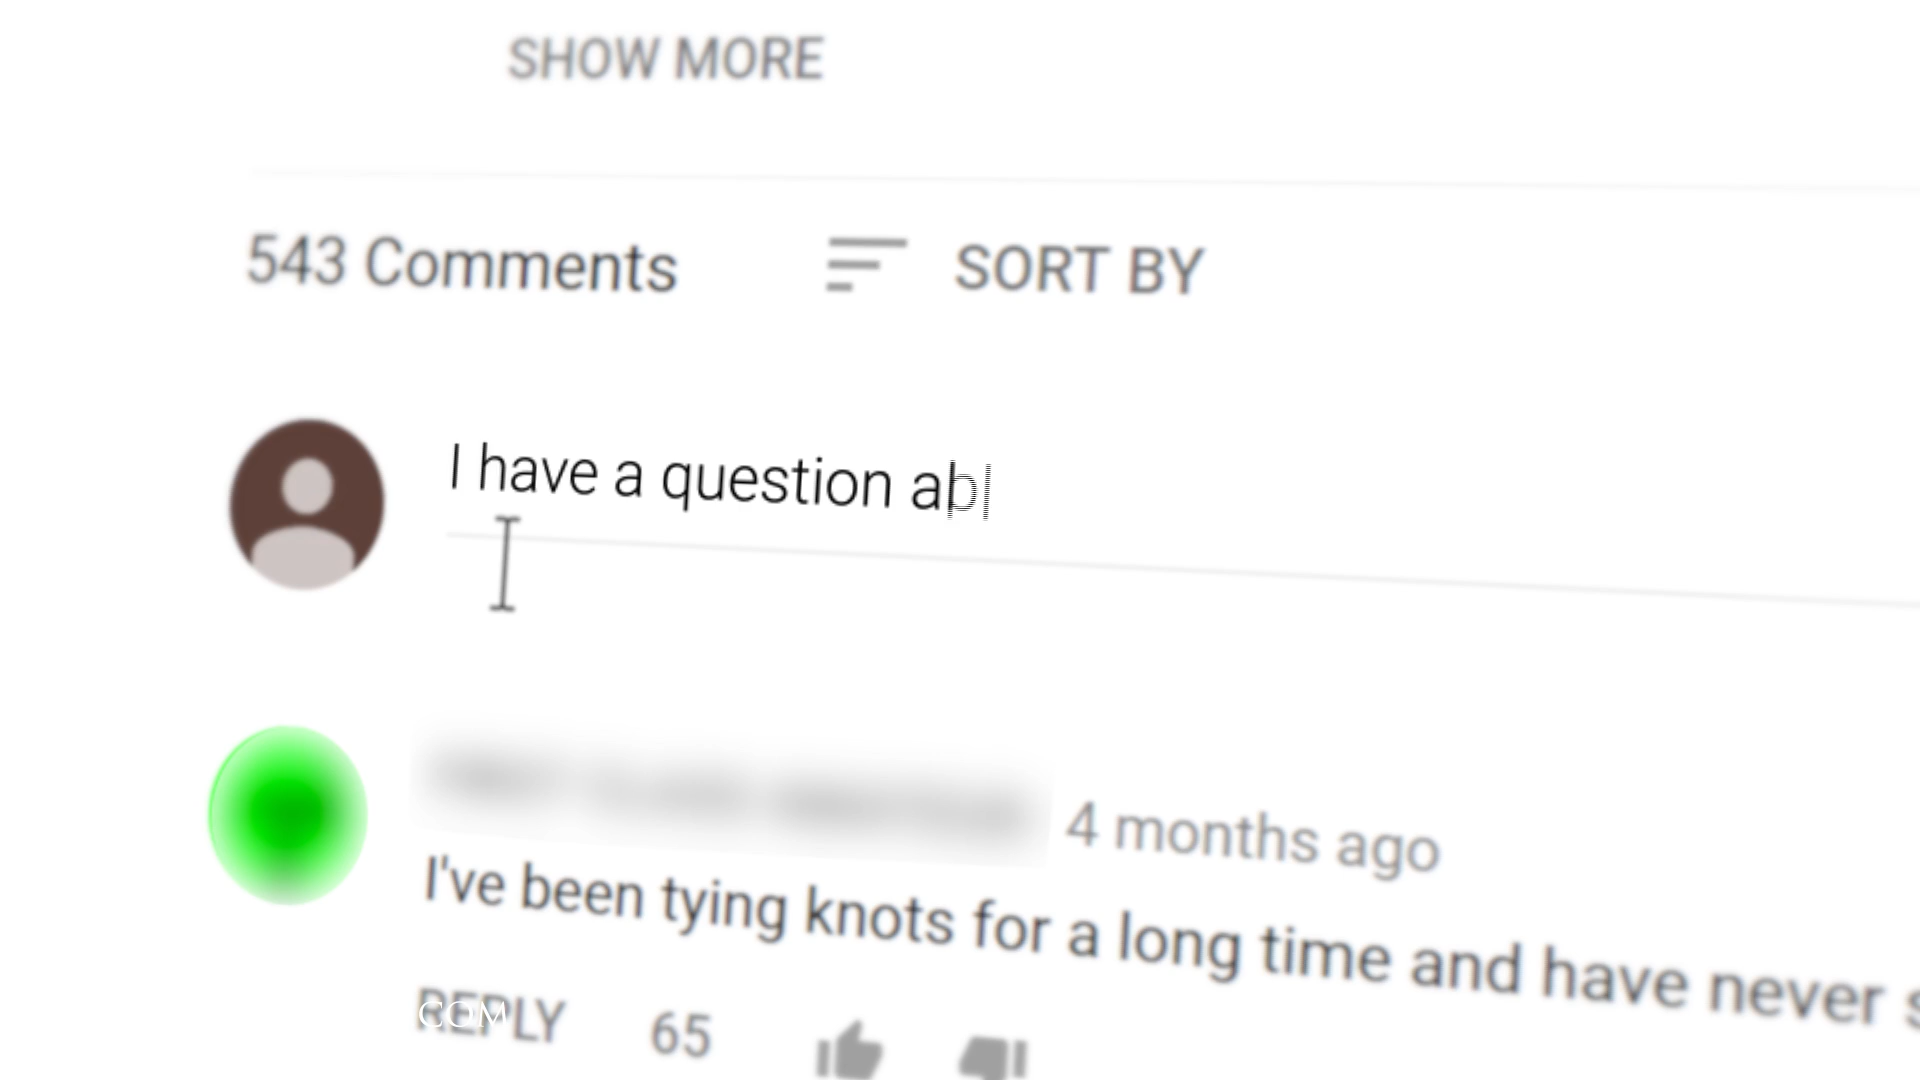 SHOW MORE
543 Comments SORT BY
I have a question ab
4 months ago
I've been tying knots for a long time and have never
REPLY 65
COM